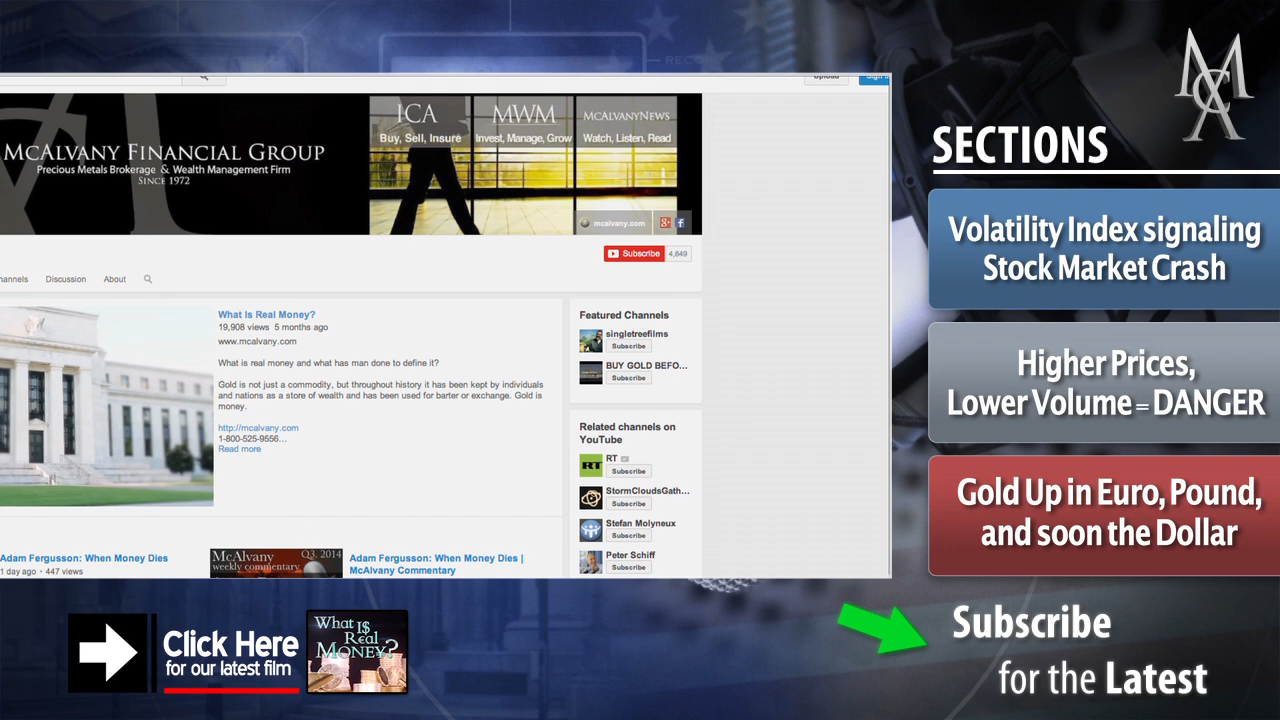 RECO
Upload
Sign in
MCA
McAlvany Financial Group
Precious Metals Brokerage & Wealth Management Firm
Since 1972
ICA
Buy, Sell, Insure
MWM
Invest, Manage, Grow
McAlvanyNews
Watch, Listen, Read
mcalvany.com
Subscribe 4,849
hannels Discussion About
What Is Real Money?
19,908 views 5 months ago
www.mcalvany.com
What is real money and what has man done to define it?
Gold is not just a commodity, but throughout history it has been kept by individuals
and nations as a store of wealth and has been used for barter or exchange. Gold is
money.
http://mcalvany.com
1-800-525-9556...
Read more
Featured Channels
singletreefilms
Subscribe
BUY GOLD BEFO...
Subscribe
Related channels on
YouTube
RT
RT
Subscribe
StormCloudsGath...
Subscribe
Stefan Molyneux
Subscribe
Peter Schiff
Subscribe
Adam Fergusson: When Money Dies
1 day ago • 447 views
McAlvany Q3, 2014
weekly commentary
Adam Fergusson: When Money Dies |
McAlvany Commentary
SECTIONS
Volatility Index signaling
Stock Market Crash
Higher Prices,
Lower Volume = DANGER
Gold Up in Euro, Pound,
and soon the Dollar
Click Here
for our latest film
What I$
Real
Money?
Subscribe
for the Latest